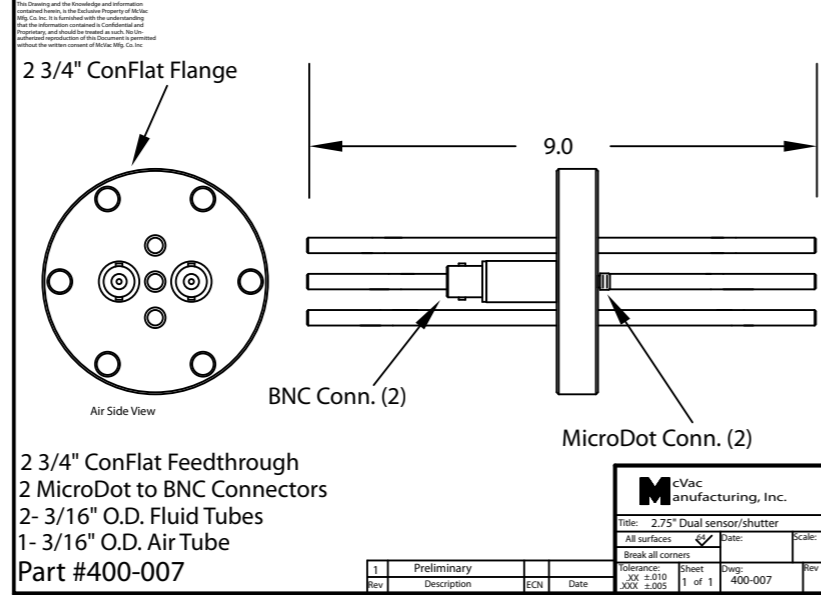 This Drawing and the Knowledge and information
contained herein, is the Exclusive Property of McVac
Mfg. Co. Inc. It is furnished with the understanding
that the information contained is Confidential and
Proprietary, and should be treated as such. No Un-
authorized reproduction of this Document is permitted
without the written consent of McVac Mfg. Co. Inc
2 3/4" ConFlat Flange
9.0
BNC Conn. (2)
Air Side View
MicroDot Conn. (2)
2 3/4" ConFlat Feedthrough
2 MicroDot to BNC Connectors
2- 3/16" O.D. Fluid Tubes
1- 3/16" O.D. Air Tube
Part #400-007
1 Preliminary
Rev Description ECN Date
McVac
Manufacturing, Inc.
Title: 2.75" Dual sensor/shutter
All surfaces 64 Date: Scale:
Break all corners
Tolerance: Sheet Dwg: Rev
.XX ±.010 1 of 1 400-007
.XXX ±.005